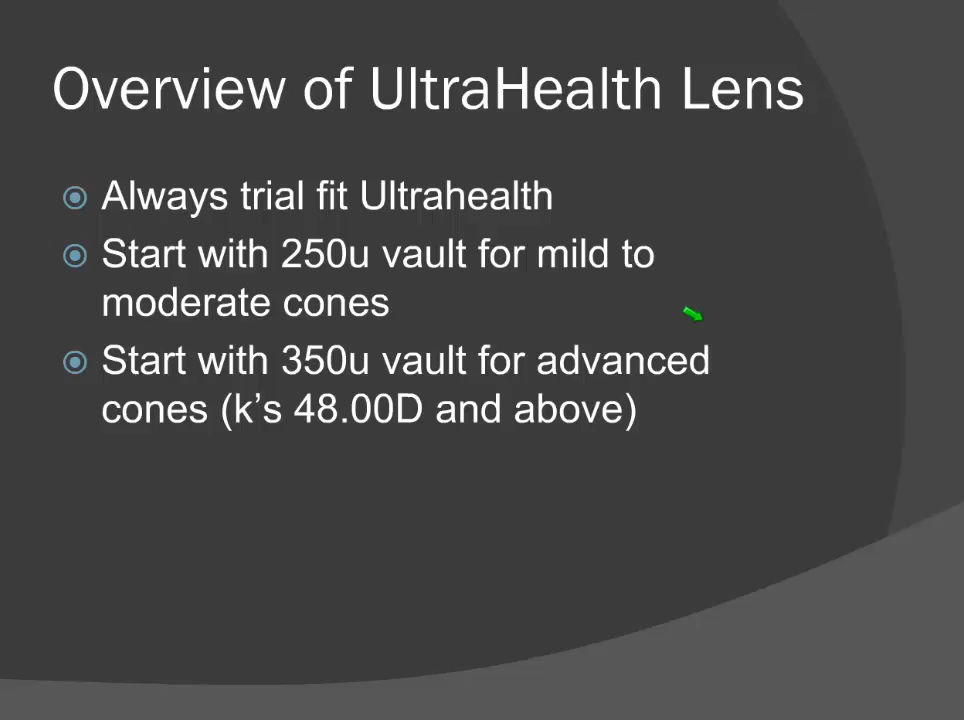 Overview of UltraHealth Lens
Always trial fit Ultrahealth
Start with 250u vault for mild to
moderate cones
Start with 350u vault for advanced
cones (k’s 48.00D and above)